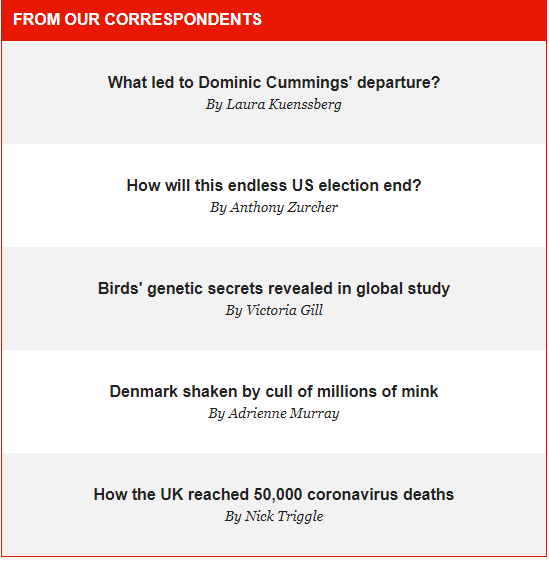 FROM OUR CORRESPONDENTS
What led to Dominic Cummings' departure?
By Laura Kuenssberg
How will this endless US election end?
By Anthony Zurcher
Birds' genetic secrets revealed in global study
By Victoria Gill
Denmark shaken by cull of millions of mink
By Adrienne Murray
How the UK reached 50,000 coronavirus deaths
By Nick Triggle